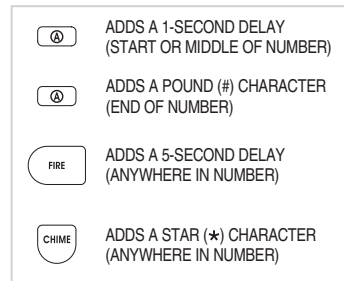 Ⓐ ADDS A 1-SECOND DELAY
(START OR MIDDLE OF NUMBER)
Ⓐ ADDS A POUND (#) CHARACTER
(END OF NUMBER)
FIRE ADDS A 5-SECOND DELAY
(ANYWHERE IN NUMBER)
CHIME ADDS A STAR (★) CHARACTER
(ANYWHERE IN NUMBER)